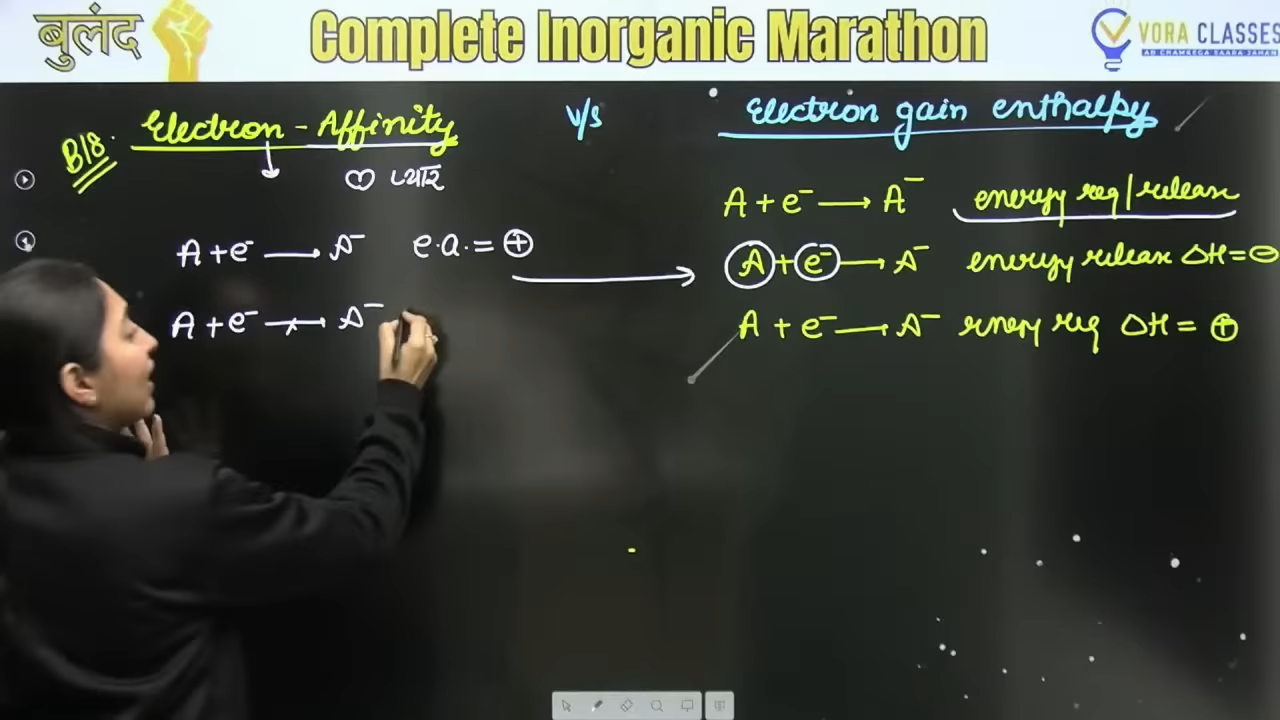 बुलंद
Complete Inorganic Marathon
VORA CLASSES
B18. Electron - Affinity v/s Electron gain enthalpy
♡ प्यार
A + e⁻ ⟶ A⁻ energy req/release
A + e⁻ ⟶ A⁻ e.a. = ⊕
A + e⁻ ⟶ A⁻ energy release ΔH = ⊖
A + e⁻ ⟶ A⁻
A + e⁻ ⟶ A⁻ enery req ΔH = ⊕